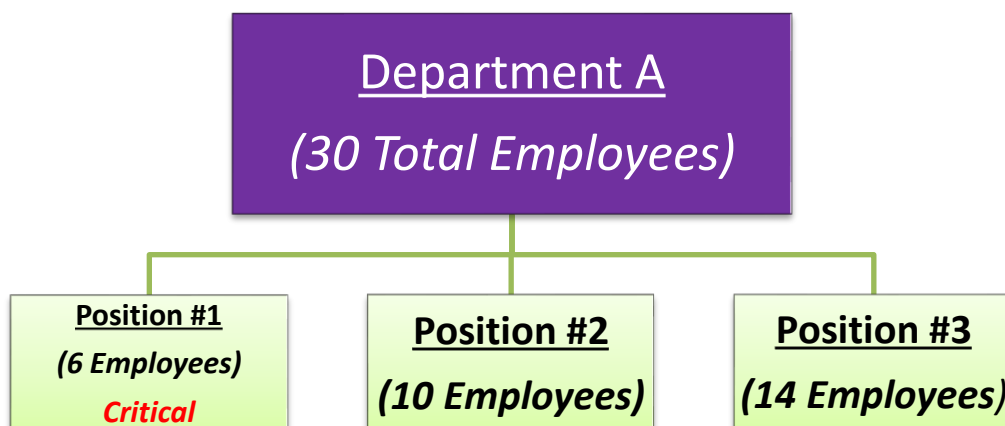 Department A
(30 Total Employees)
Position #1
(6 Employees)
Critical
Position #2
(10 Employees)
Position #3
(14 Employees)